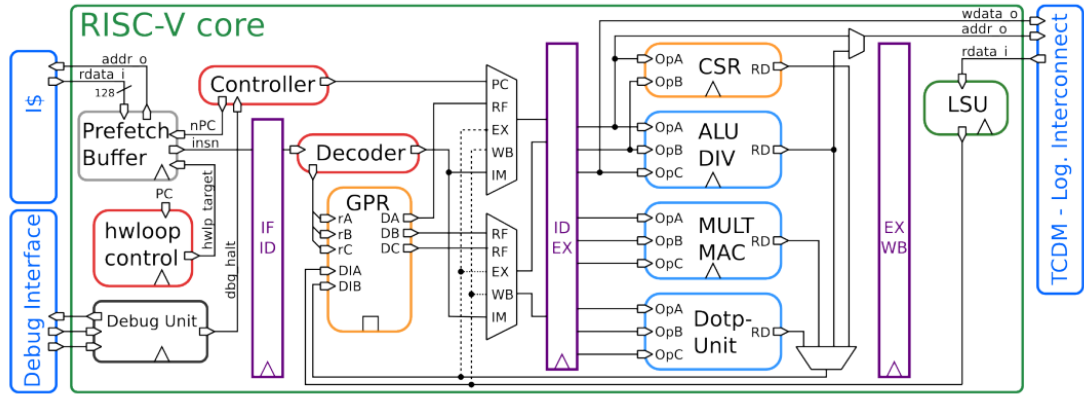 RISC-V core
I$
addr_o
rdata_i
128
Prefetch
Buffer
nPC
insn
PC
hwlp_target
hwloop
control
dbg_halt
Debug Interface
Debug Unit
Controller
IF
ID
Decoder
GPR
rA
rB
rC
DIA
DIB
DA
DB
DC
PC
RF
EX
WB
IM
RF
RF
EX
WB
IM
ID
EX
OpA
OpB
CSR
RD
OpA
OpB
OpC
ALU
DIV
RD
OpA
OpB
OpC
MULT
MAC
RD
OpA
OpB
OpC
Dotp-
Unit
RD
EX
WB
wdata_o
addr_o
rdata_i
LSU
TCDM - Log. Interconnect